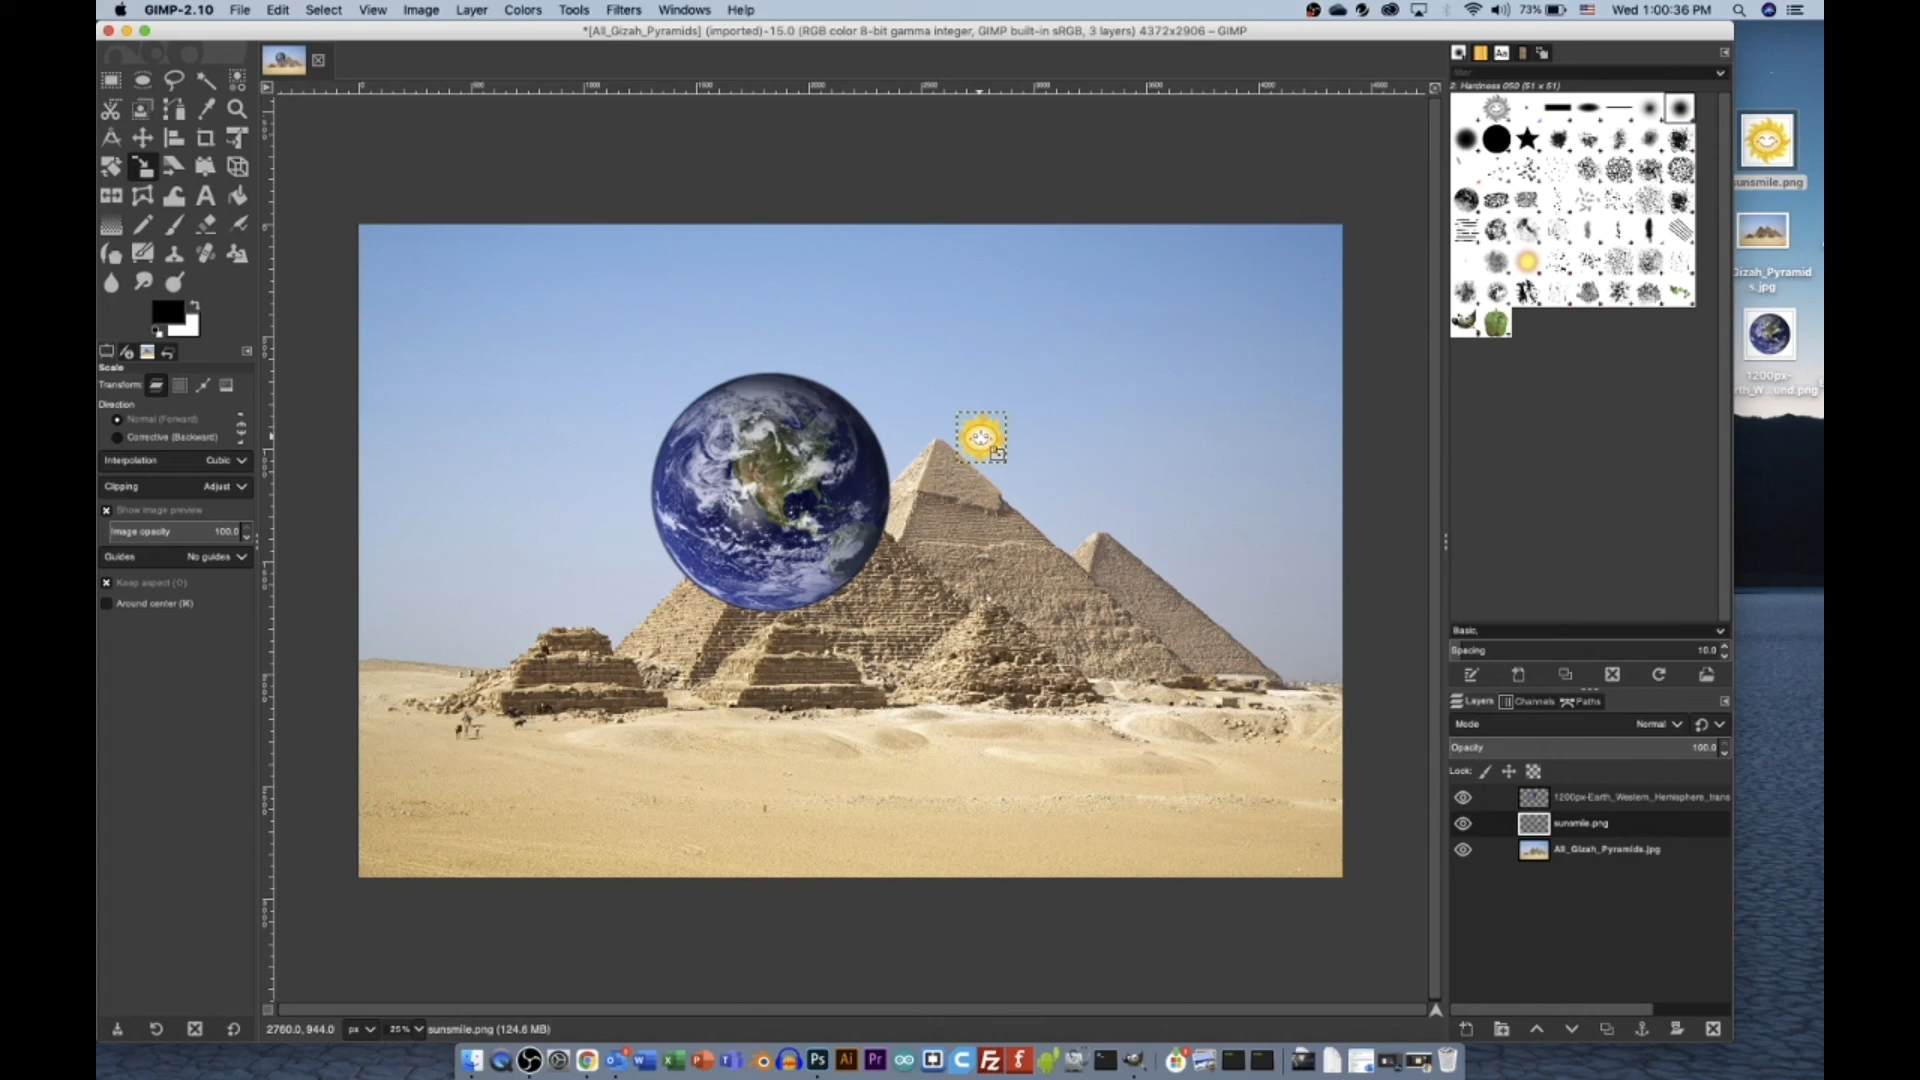 GIMP-2.10 File Edit Select View Image Layer Colors Tools Filters Windows Help 73% Wed 1:00:36 PM
*[All_Gizah_Pyramids] (imported)-15.0 (RGB color 8-bit gamma integer, GIMP built-in sRGB, 3 layers) 4372x2906 – GIMP
filter
2. Hardness 050 (51 x 51)
sunsmile.png
Gizah_Pyramid
s.jpg
1200px-
Scale
Transform:
Direction
Normal (Forward)
Corrective (Backward)
Interpolation Cubic
Clipping Adjust
Show image preview
Image opacity 100.0
Guides No guides
Keep aspect (⇧)
Around center (⌘)
Basic,
Spacing 10.0
Layers Channels Paths
Mode Normal
Opacity 100.0
Lock:
1200px-Earth_Western_Hemisphere_trans
sunsmile.png
All_Gizah_Pyramids.jpg
2760.0, 944.0 px 25% sunsmile.png (124.6 MB)